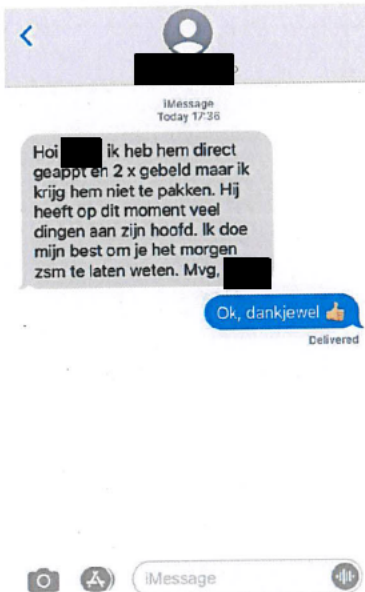 iMessage
Today 17:36
Hoi ik heb hem direct
geappt en 2 x gebeld maar ik
krijg hem niet te pakken. Hij
heeft op dit moment veel
dingen aan zijn hoofd. Ik doe
mijn best om je het morgen
zsm te laten weten. Mvg,
Ok, dankjewel 👍
Delivered
iMessage